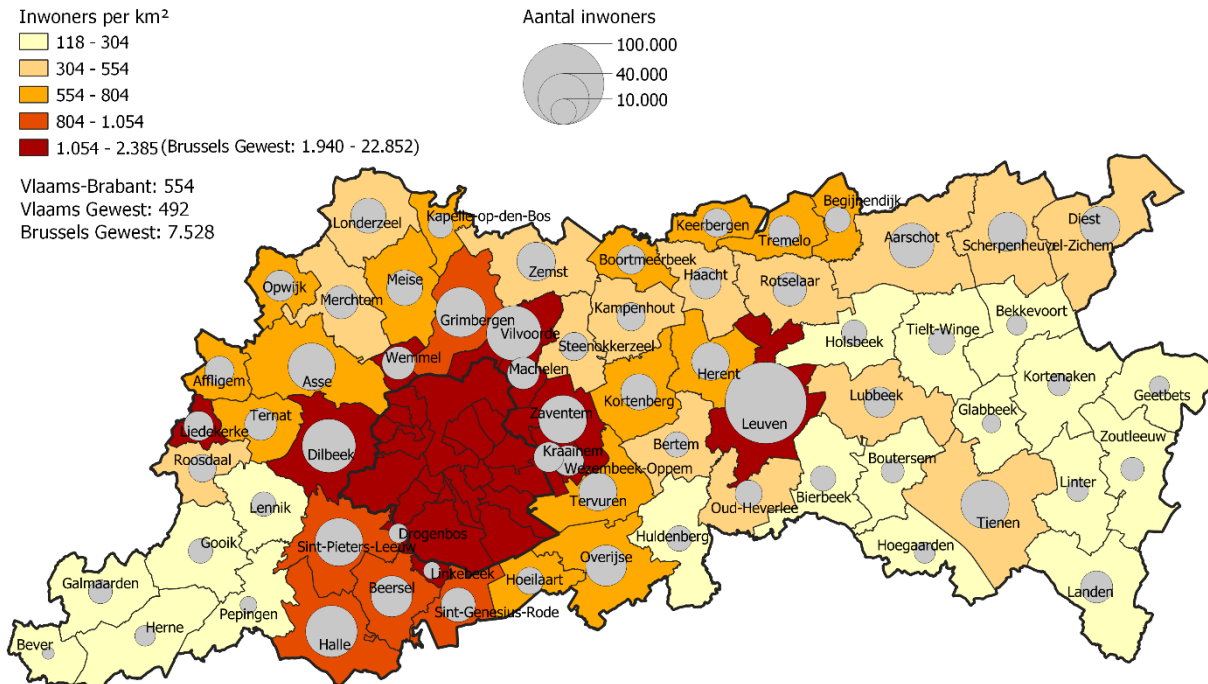 Inwoners per km²
118 - 304
304 - 554
554 - 804
804 - 1.054
1.054 - 2.385 (Brussels Gewest: 1.940 - 22.852)
Vlaams-Brabant: 554
Vlaams Gewest: 492
Brussels Gewest: 7.528
Aantal inwoners
100.000
40.000
10.000
Londerzeel
Kapelle-op-den-Bos
Keerbergen
Begijnendijk
Tremelo
Diest
Aarschot
Scherpenheuvel-Zichem
Opwijk
Meise
Zemst
Boortmeerbeek
Haacht
Rotselaar
Merchtem
Grimbergen
Vilvoorde
Kampenhout
Steenokkerzeel
Holsbeek
Tielt-Winge
Bekkevoort
Affligem
Asse
Wemmel
Machelen
Herent
Kortenberg
Kortenaken
Geetbets
Liedekerke
Ternat
Dilbeek
Zaventem
Leuven
Lubbeek
Glabbeek
Zoutleeuw
Roosdaal
Kraainem
Wezembeek-Oppem
Bertem
Boutersem
Bierbeek
Linter
Lennik
Tervuren
Oud-Heverlee
Tienen
Gooik
Sint-Pieters-Leeuw
Drogenbos
Huldenberg
Hoegaarden
Galmaarden
Beersel
Linkebeek
Hoeilaart
Overijse
Landen
Pepingen
Sint-Genesius-Rode
Bever
Herne
Halle